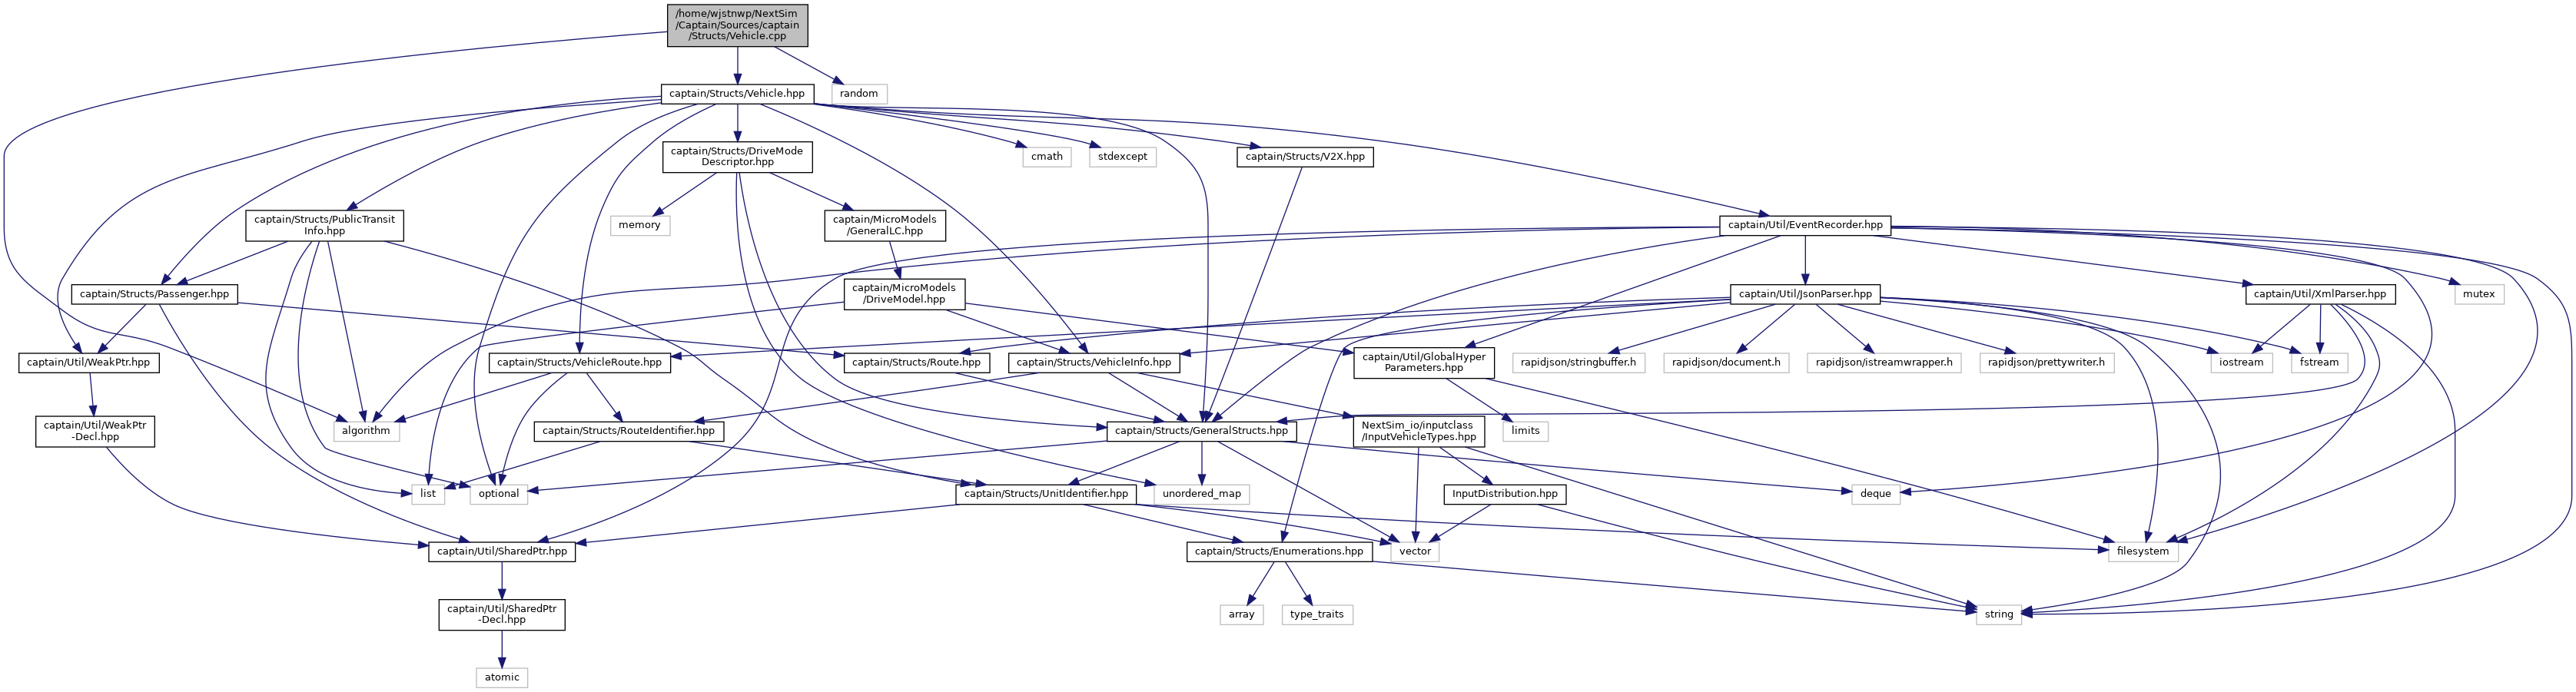 /home/wjstnwp/NextSim
/Captain/Sources/captain
/Structs/Vehicle.cpp
captain/Structs/Vehicle.hpp
random
captain/Structs/DriveMode
Descriptor.hpp
cmath
stdexcept
captain/Structs/V2X.hpp
captain/Structs/PublicTransit
Info.hpp
memory
captain/MicroModels
/GeneralLC.hpp
captain/Util/EventRecorder.hpp
captain/Structs/Passenger.hpp
captain/MicroModels
/DriveModel.hpp
captain/Util/JsonParser.hpp
captain/Util/XmlParser.hpp
mutex
captain/Util/WeakPtr.hpp
captain/Structs/VehicleRoute.hpp
captain/Structs/Route.hpp
captain/Structs/VehicleInfo.hpp
captain/Util/GlobalHyper
Parameters.hpp
rapidjson/stringbuffer.h
rapidjson/document.h
rapidjson/istreamwrapper.h
rapidjson/prettywriter.h
iostream
fstream
captain/Util/WeakPtr
-Decl.hpp
algorithm
captain/Structs/RouteIdentifier.hpp
captain/Structs/GeneralStructs.hpp
NextSim_io/inputclass
/InputVehicleTypes.hpp
limits
list
optional
captain/Structs/UnitIdentifier.hpp
unordered_map
InputDistribution.hpp
deque
captain/Util/SharedPtr.hpp
captain/Structs/Enumerations.hpp
vector
filesystem
captain/Util/SharedPtr
-Decl.hpp
array
type_traits
string
atomic